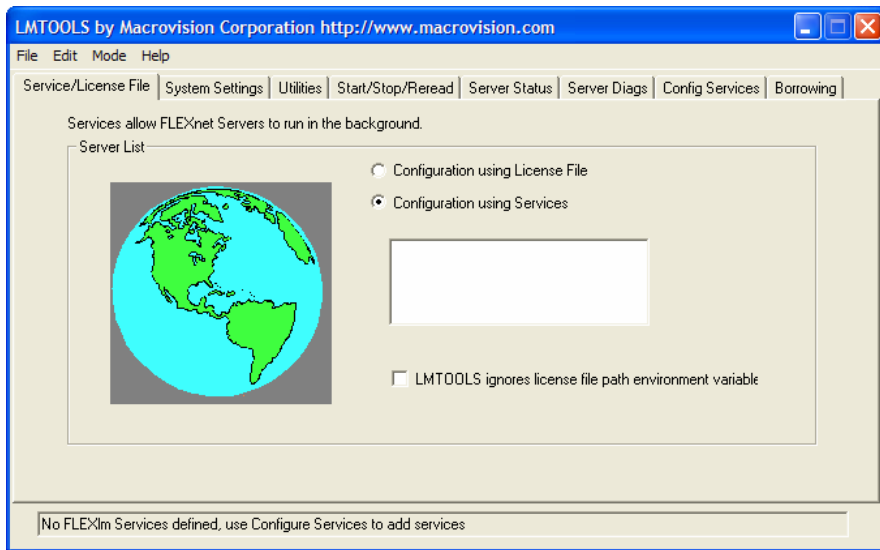 LMTOOLS by Macrovision Corporation http://www.macrovision.com
File Edit Mode Help
Service/License File System Settings Utilities Start/Stop/Reread Server Status Server Diags Config Services Borrowing
Services allow FLEXnet Servers to run in the background.
Server List
Configuration using License File
Configuration using Services
LMTOOLS ignores license file path environment variable
No FLEXlm Services defined, use Configure Services to add services